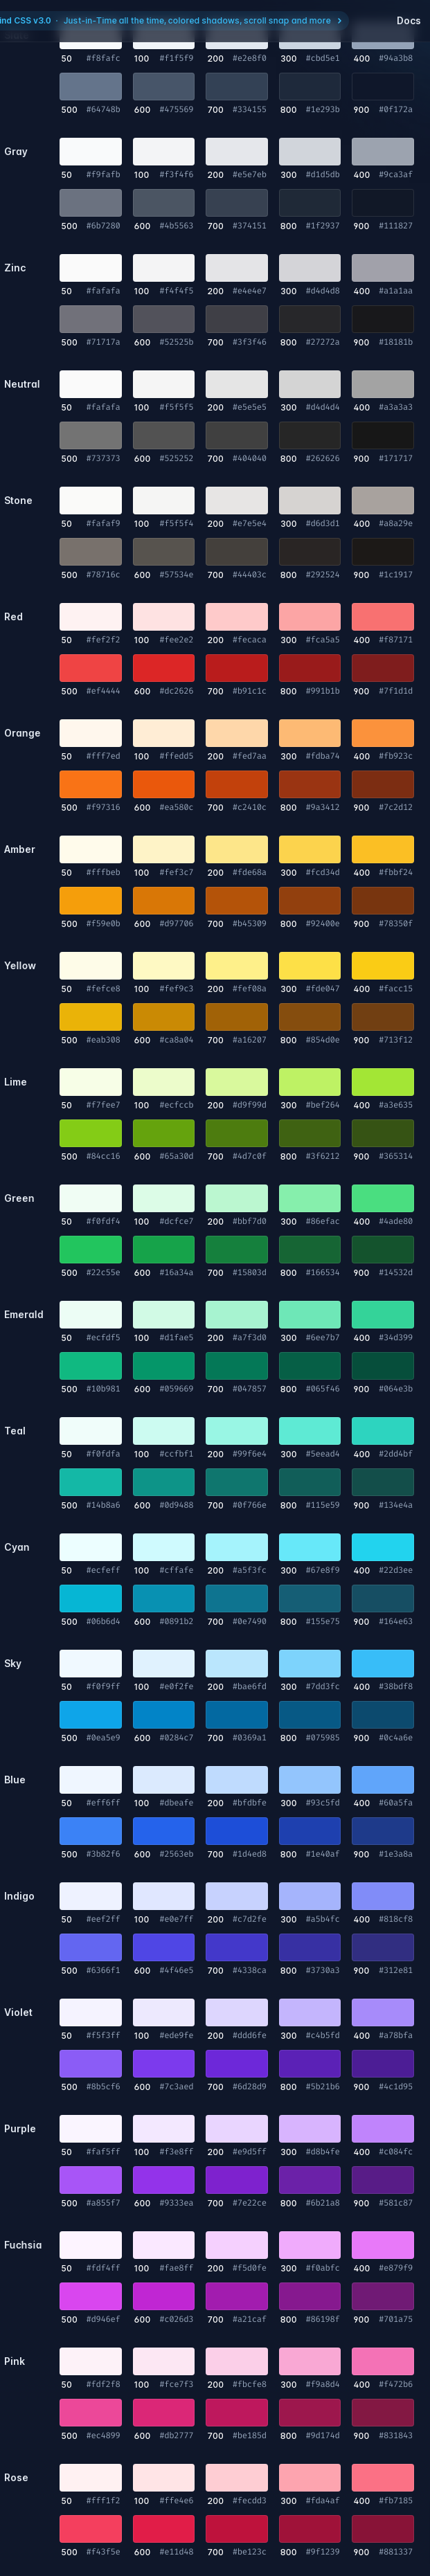 ind CSS v3.0 · Just-in-Time all the time, colored shadows, scroll snap and more
Docs
50 #f8fafc 100 #f1f5f9 200 #e2e8f0 300 #cbd5e1 400 #94a3b8
500 #64748b 600 #475569 700 #334155 800 #1e293b 900 #0f172a
Gray
50 #f9fafb 100 #f3f4f6 200 #e5e7eb 300 #d1d5db 400 #9ca3af
500 #6b7280 600 #4b5563 700 #374151 800 #1f2937 900 #111827
Zinc
50 #fafafa 100 #f4f4f5 200 #e4e4e7 300 #d4d4d8 400 #a1a1aa
500 #71717a 600 #52525b 700 #3f3f46 800 #27272a 900 #18181b
Neutral
50 #fafafa 100 #f5f5f5 200 #e5e5e5 300 #d4d4d4 400 #a3a3a3
500 #737373 600 #525252 700 #404040 800 #262626 900 #171717
Stone
50 #fafaf9 100 #f5f5f4 200 #e7e5e4 300 #d6d3d1 400 #a8a29e
500 #78716c 600 #57534e 700 #44403c 800 #292524 900 #1c1917
Red
50 #fef2f2 100 #fee2e2 200 #fecaca 300 #fca5a5 400 #f87171
500 #ef4444 600 #dc2626 700 #b91c1c 800 #991b1b 900 #7f1d1d
Orange
50 #fff7ed 100 #ffedd5 200 #fed7aa 300 #fdba74 400 #fb923c
500 #f97316 600 #ea580c 700 #c2410c 800 #9a3412 900 #7c2d12
Amber
50 #fffbeb 100 #fef3c7 200 #fde68a 300 #fcd34d 400 #fbbf24
500 #f59e0b 600 #d97706 700 #b45309 800 #92400e 900 #78350f
Yellow
50 #fefce8 100 #fef9c3 200 #fef08a 300 #fde047 400 #facc15
500 #eab308 600 #ca8a04 700 #a16207 800 #854d0e 900 #713f12
Lime
50 #f7fee7 100 #ecfccb 200 #d9f99d 300 #bef264 400 #a3e635
500 #84cc16 600 #65a30d 700 #4d7c0f 800 #3f6212 900 #365314
Green
50 #f0fdf4 100 #dcfce7 200 #bbf7d0 300 #86efac 400 #4ade80
500 #22c55e 600 #16a34a 700 #15803d 800 #166534 900 #14532d
Emerald
50 #ecfdf5 100 #d1fae5 200 #a7f3d0 300 #6ee7b7 400 #34d399
500 #10b981 600 #059669 700 #047857 800 #065f46 900 #064e3b
Teal
50 #f0fdfa 100 #ccfbf1 200 #99f6e4 300 #5eead4 400 #2dd4bf
500 #14b8a6 600 #0d9488 700 #0f766e 800 #115e59 900 #134e4a
Cyan
50 #ecfeff 100 #cffafe 200 #a5f3fc 300 #67e8f9 400 #22d3ee
500 #06b6d4 600 #0891b2 700 #0e7490 800 #155e75 900 #164e63
Sky
50 #f0f9ff 100 #e0f2fe 200 #bae6fd 300 #7dd3fc 400 #38bdf8
500 #0ea5e9 600 #0284c7 700 #0369a1 800 #075985 900 #0c4a6e
Blue
50 #eff6ff 100 #dbeafe 200 #bfdbfe 300 #93c5fd 400 #60a5fa
500 #3b82f6 600 #2563eb 700 #1d4ed8 800 #1e40af 900 #1e3a8a
Indigo
50 #eef2ff 100 #e0e7ff 200 #c7d2fe 300 #a5b4fc 400 #818cf8
500 #6366f1 600 #4f46e5 700 #4338ca 800 #3730a3 900 #312e81
Violet
50 #f5f3ff 100 #ede9fe 200 #ddd6fe 300 #c4b5fd 400 #a78bfa
500 #8b5cf6 600 #7c3aed 700 #6d28d9 800 #5b21b6 900 #4c1d95
Purple
50 #faf5ff 100 #f3e8ff 200 #e9d5ff 300 #d8b4fe 400 #c084fc
500 #a855f7 600 #9333ea 700 #7e22ce 800 #6b21a8 900 #581c87
Fuchsia
50 #fdf4ff 100 #fae8ff 200 #f5d0fe 300 #f0abfc 400 #e879f9
500 #d946ef 600 #c026d3 700 #a21caf 800 #86198f 900 #701a75
Pink
50 #fdf2f8 100 #fce7f3 200 #fbcfe8 300 #f9a8d4 400 #f472b6
500 #ec4899 600 #db2777 700 #be185d 800 #9d174d 900 #831843
Rose
50 #fff1f2 100 #ffe4e6 200 #fecdd3 300 #fda4af 400 #fb7185
500 #f43f5e 600 #e11d48 700 #be123c 800 #9f1239 900 #881337